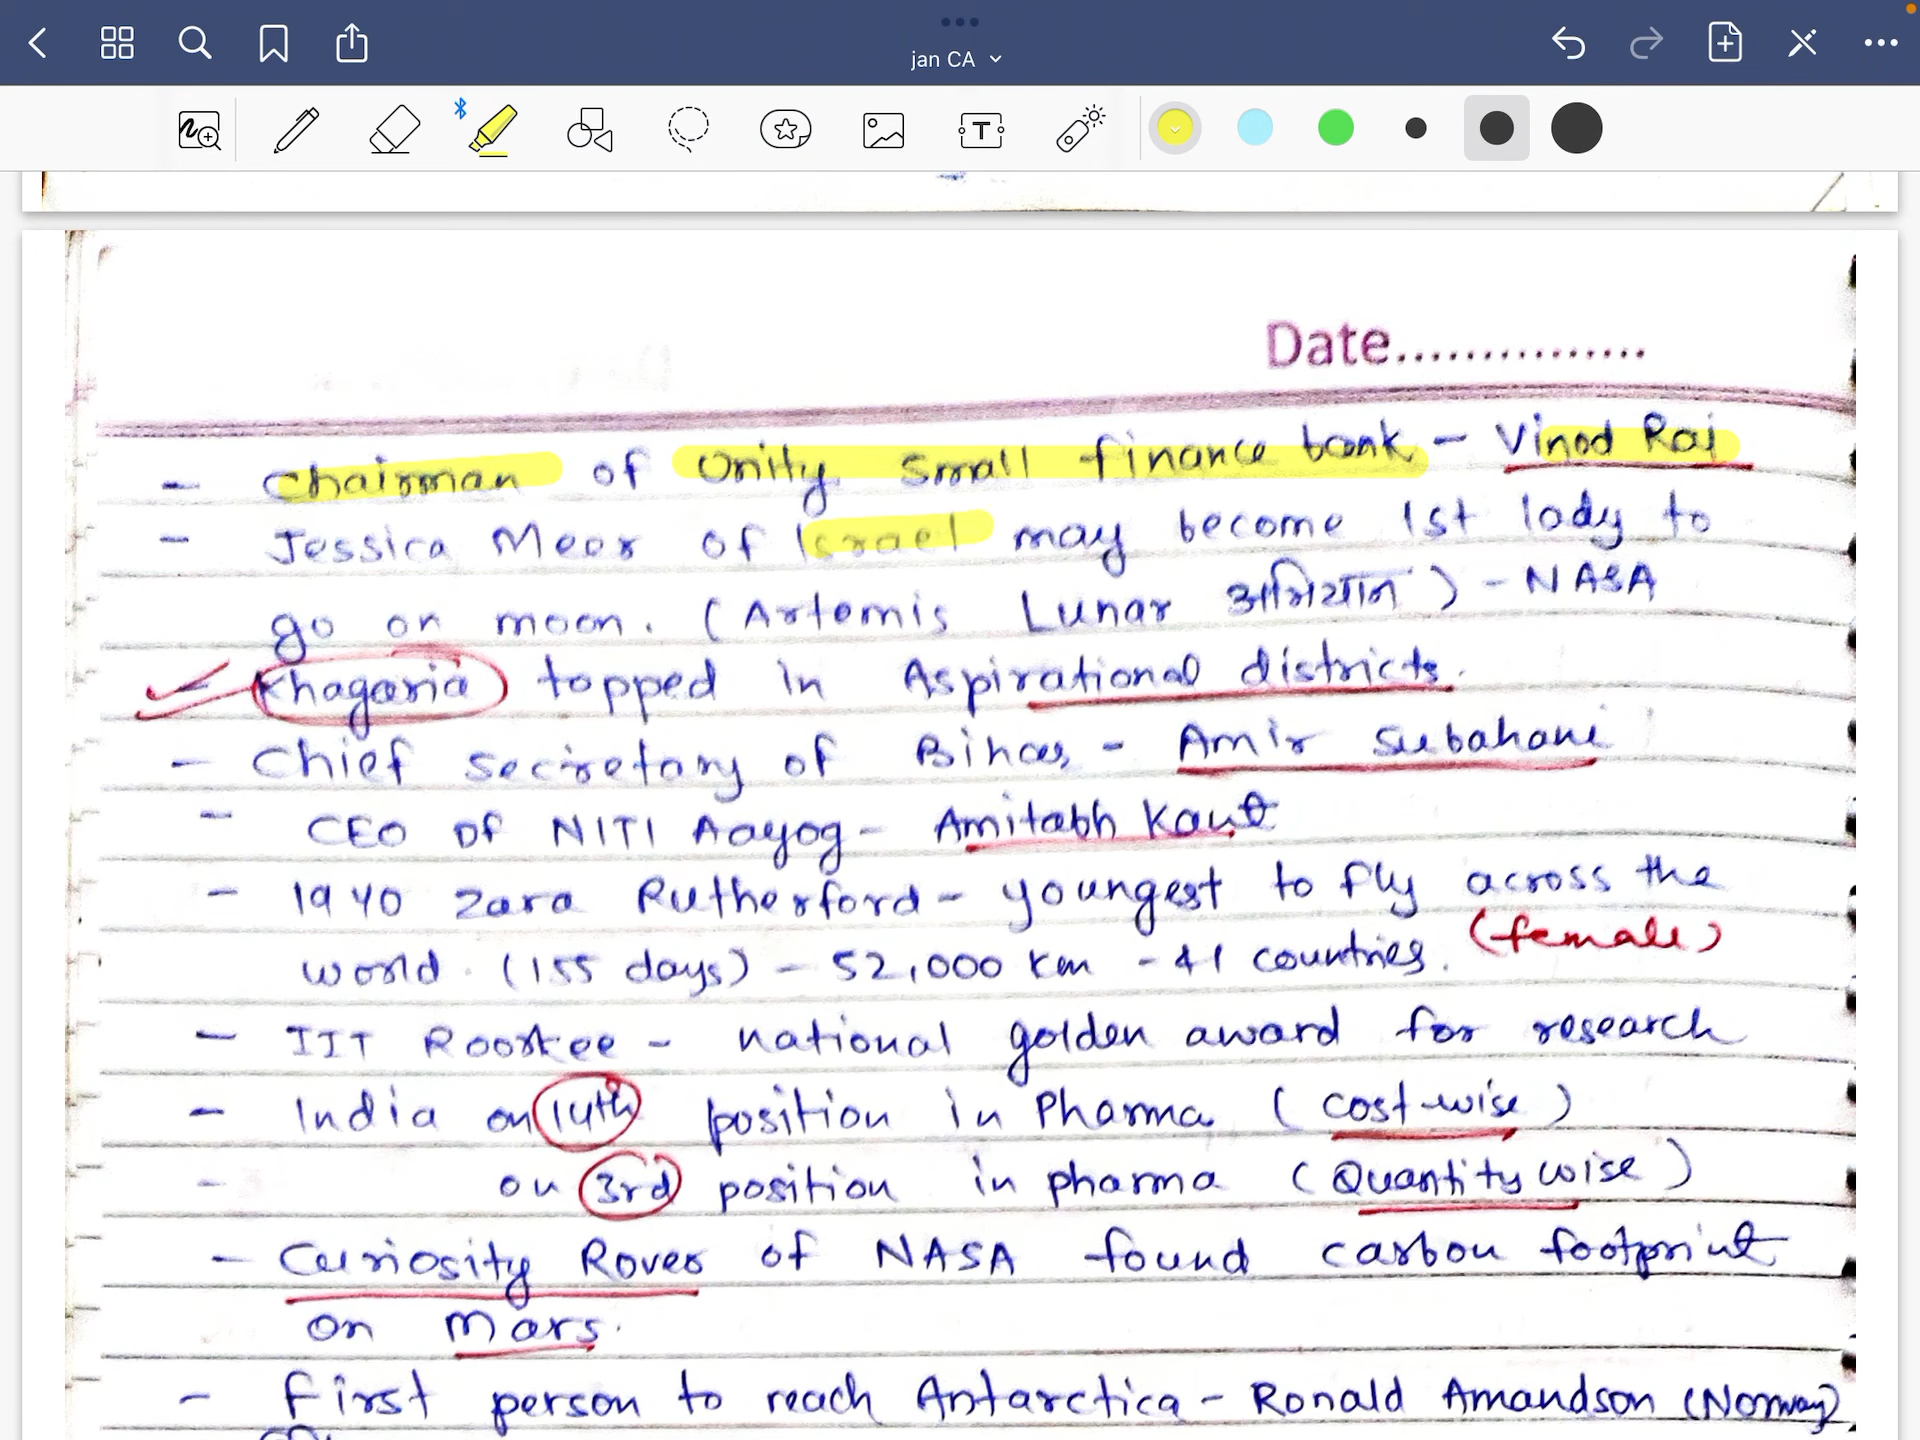 jan CA
Date...............
- Chairman of Unity Small finance bank - Vinod Rai
- Jessica Meer of Israel may become 1st lady to
go on moon. (Artemis Lunar अभियान) - NASA
- Khagaria topped in Aspirational districts.
- Chief secretary of Bihar - Amir Subahani
- CEO of NITI Aayog - Amitabh Kant
- 1940 Zara Rutherford - youngest to fly across the
world. (155 days) - 52,000 km - 41 countries. (female)
- IIT Roorkee - national golden award for research
- India on 14th position in Pharma (cost-wise)
- on 3rd position in pharma (Quantity wise)
- Curiosity Rover of NASA found carbon footprint
on Mars.
- First person to reach Antarctica - Ronald Amandson (Norway)